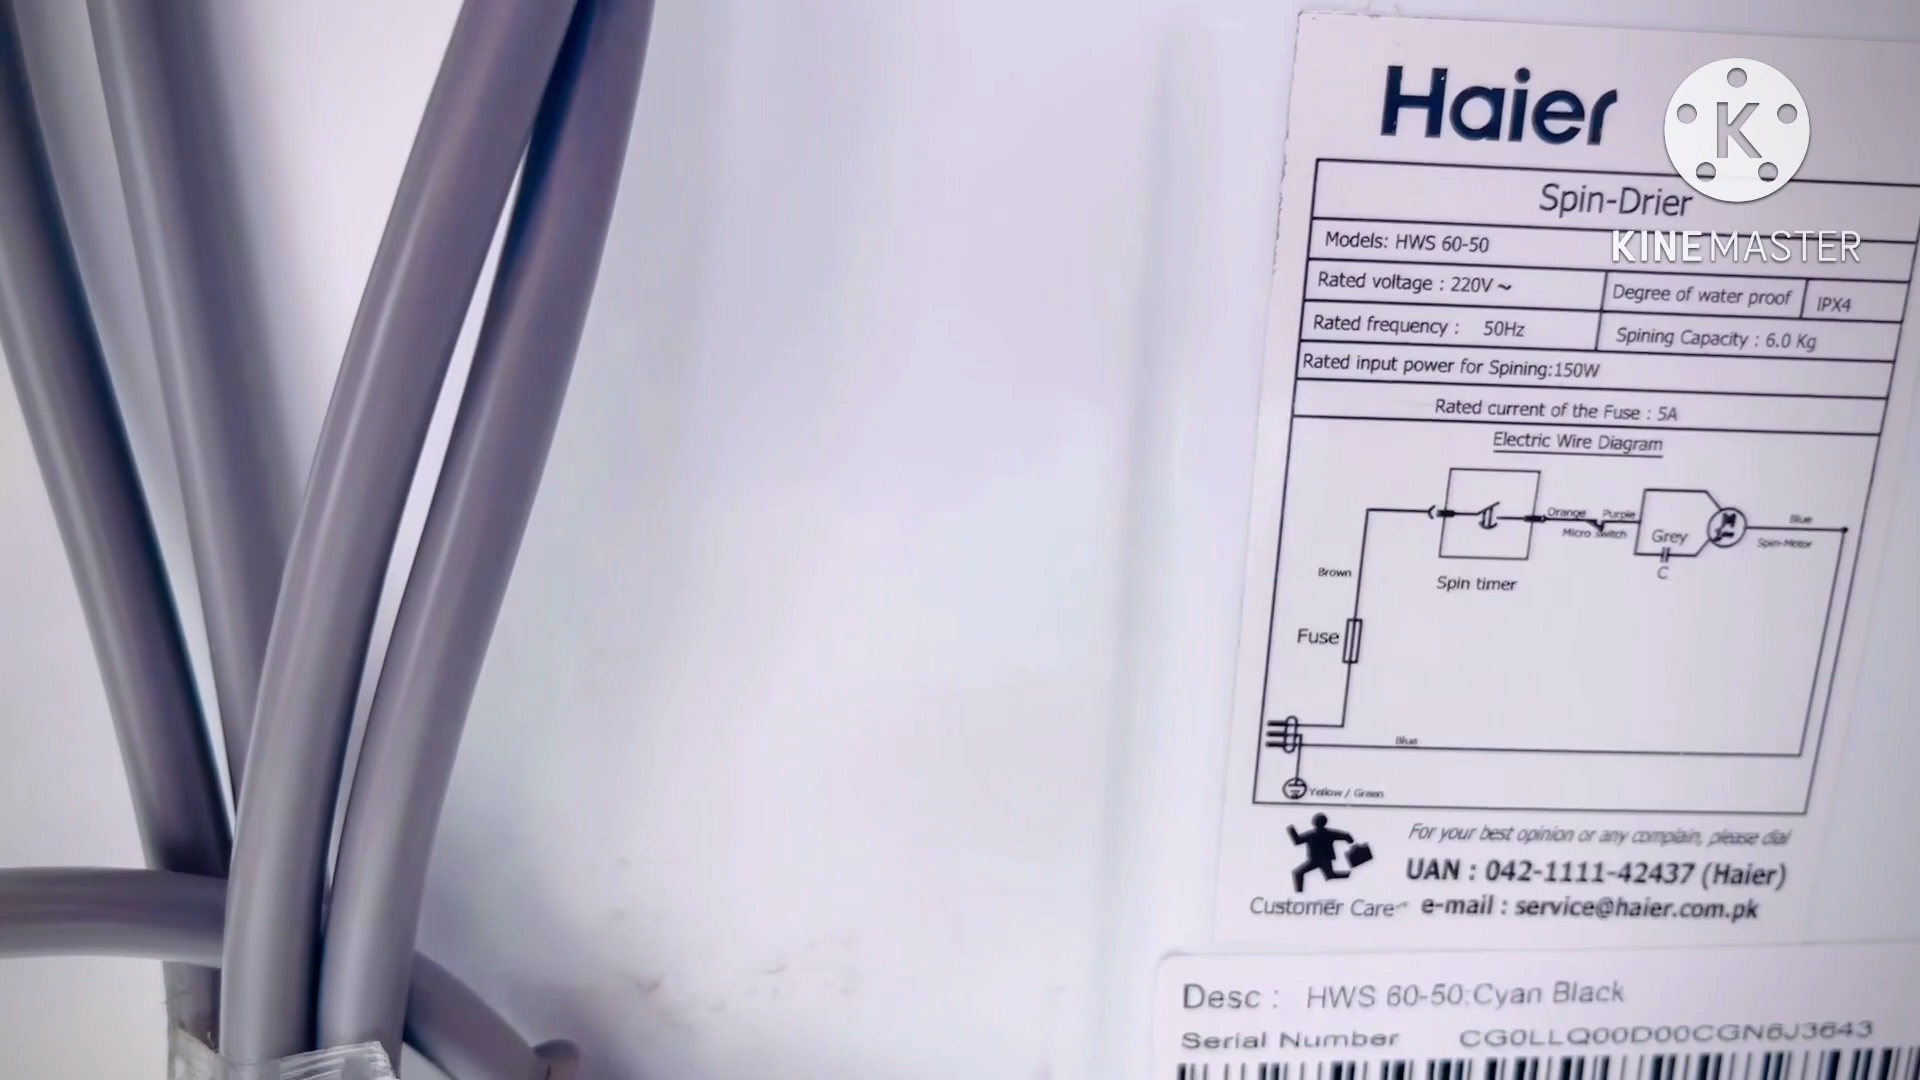 Haier
K
KINEMASTER
Spin-Drier
Models: HWS 60-50
Rated voltage : 220V ~
Degree of water proof IPX4
Rated frequency : 50Hz
Spining Capacity : 6.0 Kg
Rated input power for Spining:150W
Rated current of the Fuse : 5A
Electric Wire Diagram
Orange
Purple
Micro switch
Grey
C
M
Blue
Spin-Motor
Brown
Spin timer
Fuse
Blue
Yellow / Green
For your best opinion or any complain, please dial
UAN : 042-1111-42437 (Haier)
Customer Care e-mail : service@haier.com.pk
Desc : HWS 60-50:Cyan Black
Serial Number CG0LLQ00D00CGN6J3643